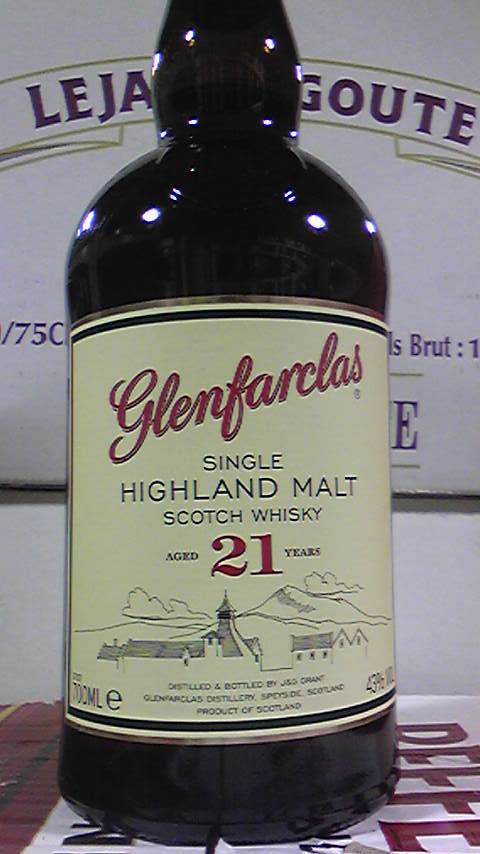 LEJA GOUTE
/75C ls Brut : 1
E
Glenfarclas®
SINGLE
HIGHLAND MALT
SCOTCH WHISKY
AGED 21 YEARS
DISTILLED & BOTTLED BY J&G GRANT
GLENFARCLAS DISTILLERY, SPEYSIDE, SCOTLAND
PRODUCT OF SCOTLAND
700ML e
43% VOL